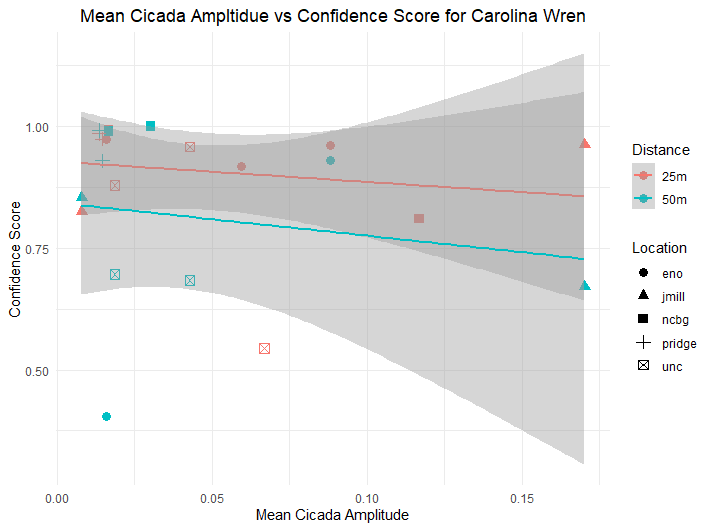 Mean Cicada Ampltidue vs Confidence Score for Carolina Wren
1.00
0.75
0.50
Confidence Score
0.00
0.05
0.10
0.15
Mean Cicada Amplitude
Distance
25m
50m
Location
eno
jmill
ncbg
pridge
unc